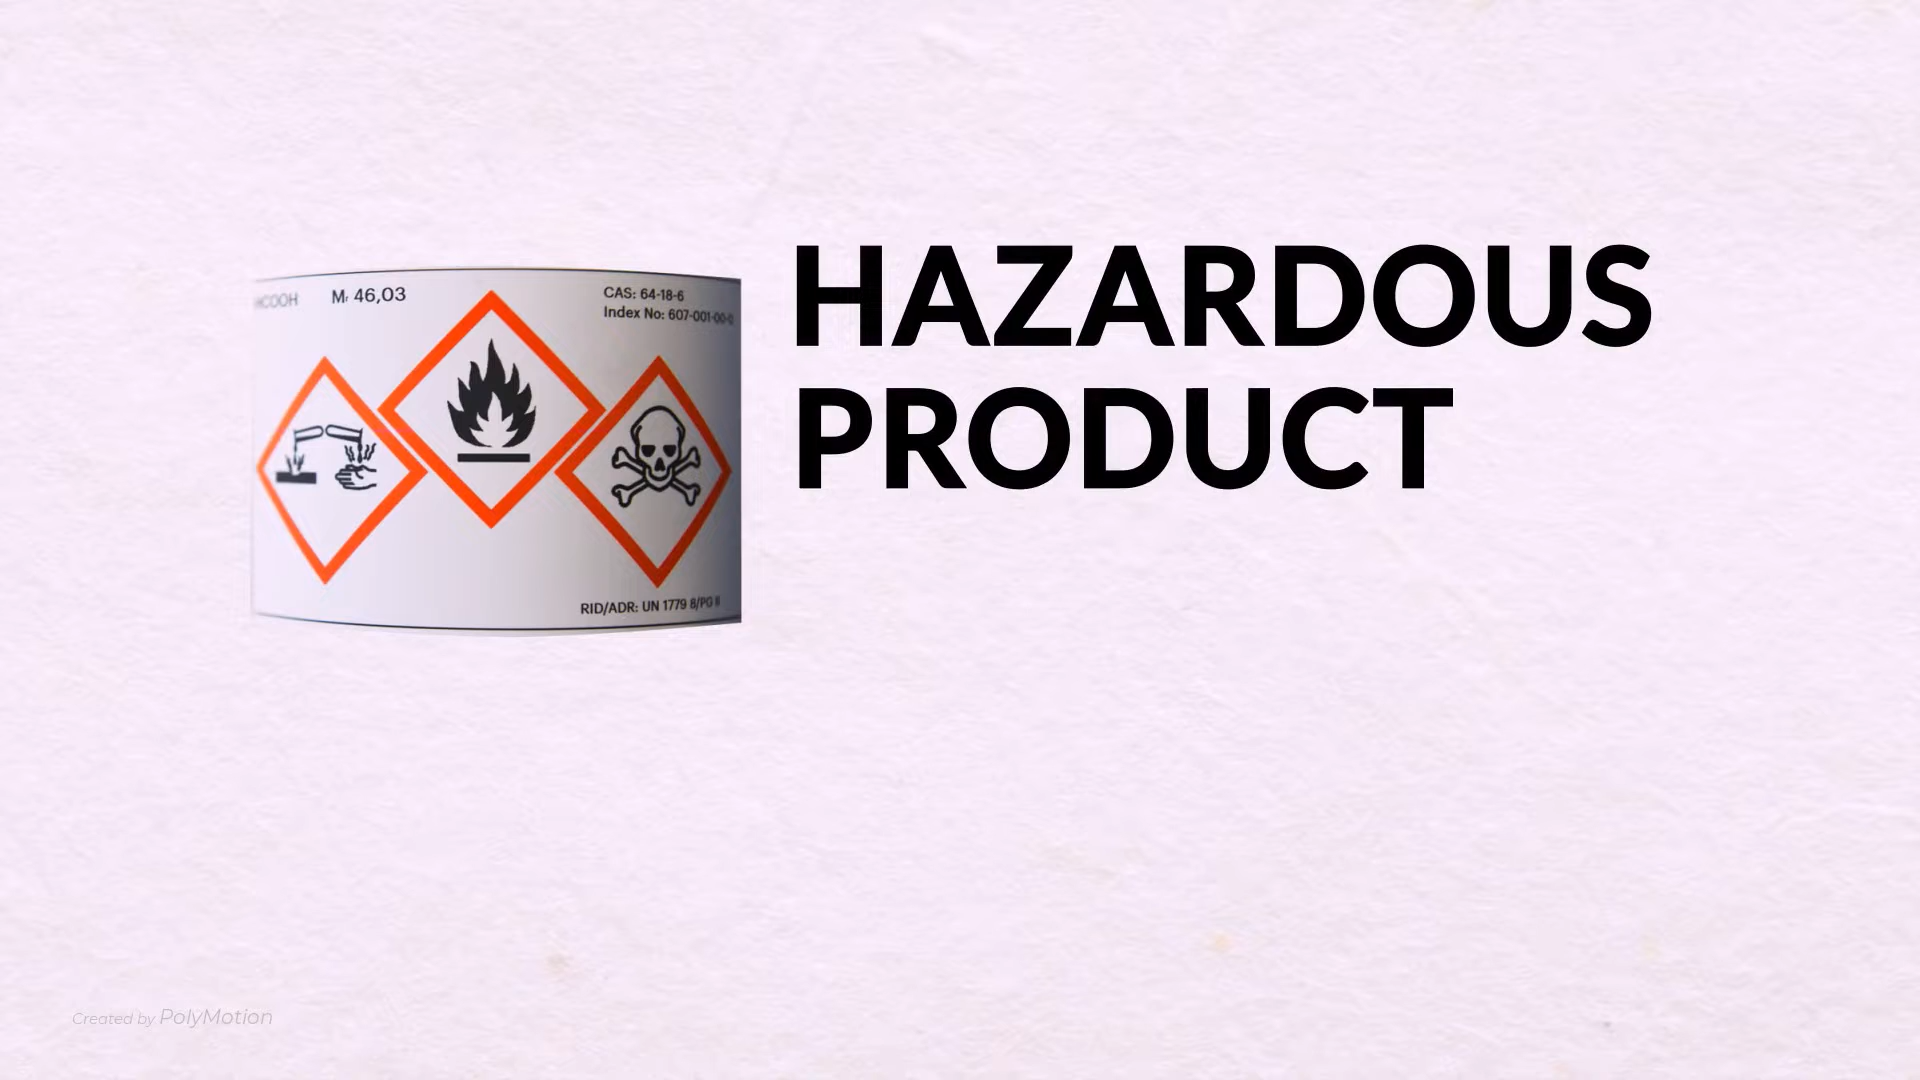 HCOOH Mr 46,03
CAS: 64-18-6
Index No: 607-001-00-0
RID/ADR: UN 1779 8/PG II
HAZARDOUS
PRODUCT
Created by PolyMotion